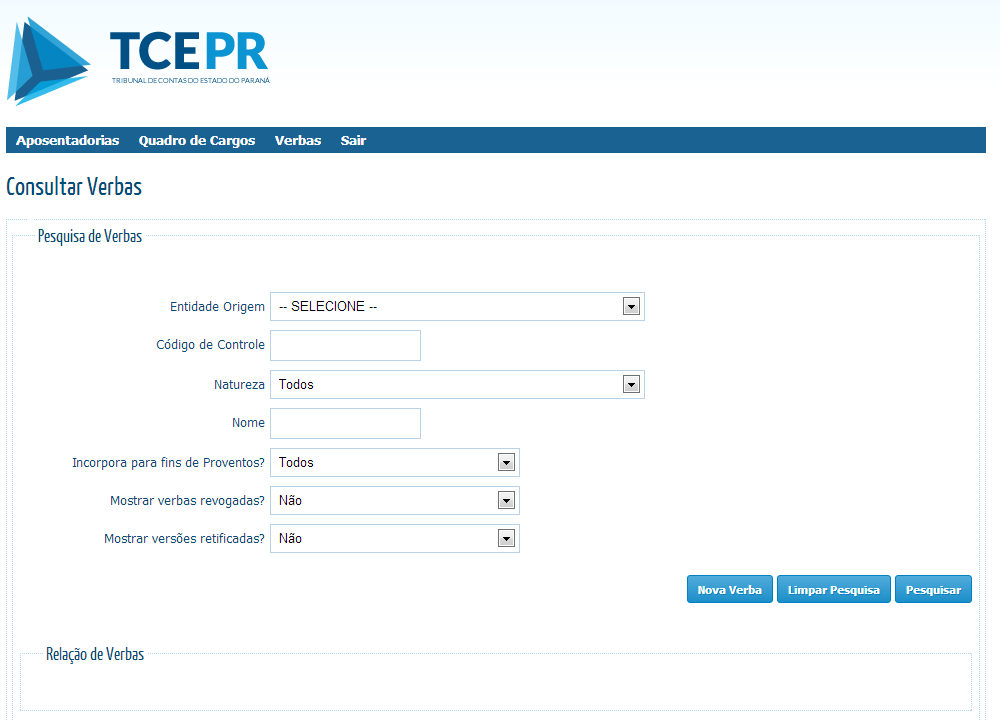 TCEPR
TRIBUNAL DE CONTAS DO ESTADO DO PARANÁ
Aposentadorias Quadro de Cargos Verbas Sair
Consultar Verbas
Pesquisa de Verbas
Entidade Origem -- SELECIONE --
Código de Controle
Natureza Todos
Nome
Incorpora para fins de Proventos? Todos
Mostrar verbas revogadas? Não
Mostrar versões retificadas? Não
Nova Verba Limpar Pesquisa Pesquisar
Relação de Verbas